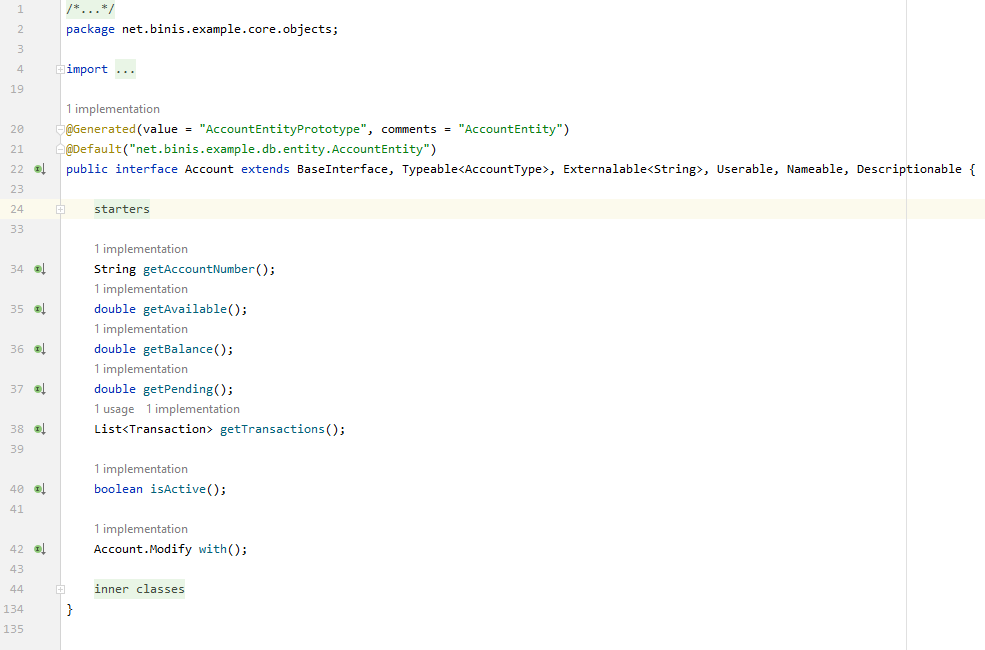 1 /*...*/
2 package net.binis.example.core.objects;
3
4 import ...
19
1 implementation
20 @Generated(value = "AccountEntityPrototype", comments = "AccountEntity")
21 @Default("net.binis.example.db.entity.AccountEntity")
22 public interface Account extends BaseInterface, Typeable<AccountType>, Externalable<String>, Userable, Nameable, Descriptionable {
23
24 starters
33
1 implementation
34 String getAccountNumber();
1 implementation
35 double getAvailable();
1 implementation
36 double getBalance();
1 implementation
37 double getPending();
1 usage 1 implementation
38 List<Transaction> getTransactions();
39
1 implementation
40 boolean isActive();
41
1 implementation
42 Account.Modify with();
43
44 inner classes
134 }
135